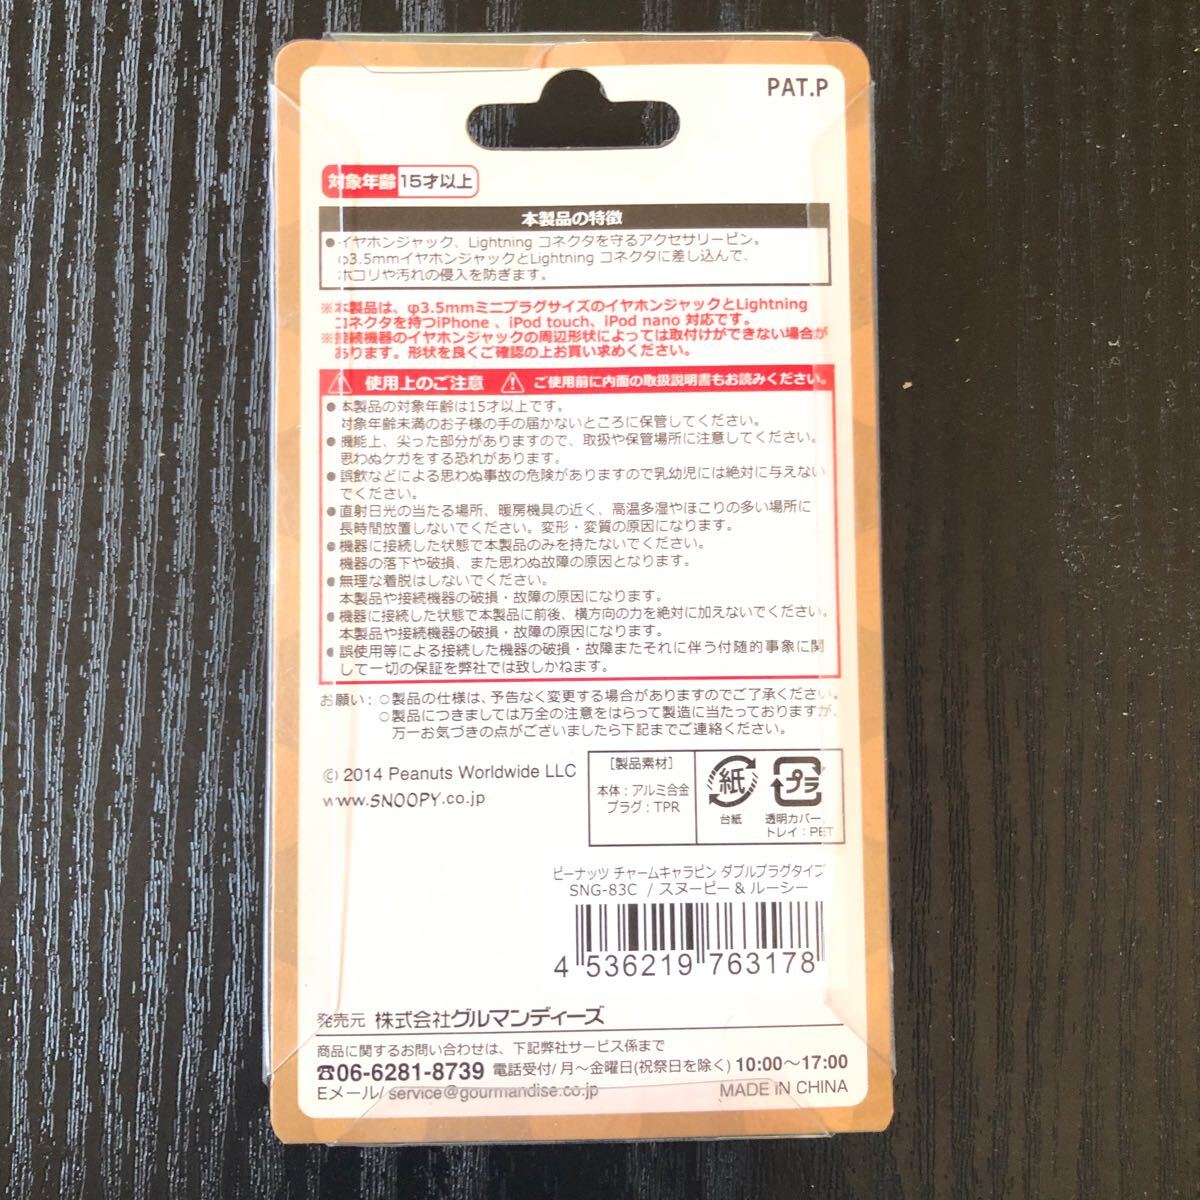 PAT.P
対象年齢 15才以上
本製品の特徴
●イヤホンジャック、Lightning コネクタを守るアクセサリーピン。
φ3.5mmイヤホンジャックとLightning コネクタに差し込んで、
ホコリや汚れの侵入を防ぎます。
※本製品は、φ3.5mmミニプラグサイズのイヤホンジャックとLightning
コネクタを持つiPhone 、iPod touch、iPod nano 対応です。
※接続機器のイヤホンジャックの周辺形状によっては取付けができない場合が
あります。形状を良くご確認の上お買い求めください。
使用上のご注意 ご使用前に内面の取扱説明書もお読みください。
●本製品の対象年齢は15才以上です。
対象年齢未満のお子様の手の届かないところに保管してください。
●機能上、尖った部分がありますので、取扱や保管場所に注意してください。
思わぬケガをする恐れがあります。
●誤飲などによる思わぬ事故の危険がありますので乳幼児には絶対に与えない
でください。
●直射日光の当たる場所、暖房機具の近く、高温多湿やほこりの多い場所に
長時間放置しないでください。変形・変質の原因になります。
●機器に接続した状態で本製品のみを持たないでください。
機器の落下や破損、また思わぬ故障の原因となります。
●無理な着脱はしないでください。
本製品や接続機器の破損・故障の原因になります。
●機器に接続した状態で本製品に前後、横方向の力を絶対に加えないでください。
本製品や接続機器の破損・故障の原因になります。
●誤使用等による接続した機器の破損・故障またそれに伴う付随的事象に関
して一切の保証を弊社では致しかねます。
お願い：○製品の仕様は、予告なく変更する場合がありますのでご了承ください。
○製品につきましては万全の注意をはらって製造に当たっておりますが、
万一お気づきの点がございましたら下記までご連絡ください。
© 2014 Peanuts Worldwide LLC
www.SNOOPY.co.jp
［製品素材］
本体：アルミ合金
プラグ：TPR
紙
台紙
プラ
透明カバー
トレイ：PET
ピーナッツ チャームキャラピン ダブルプラグタイプ
SNG-83C / スヌーピー & ルーシー
4 536219 763178
発売元 株式会社グルマンディーズ
商品に関するお問い合わせは、下記弊社サービス係まで
☎06-6281-8739 電話受付/ 月～金曜日(祝祭日を除く) 10:00～17:00
Eメール/ service@gourmandise.co.jp
MADE IN CHINA